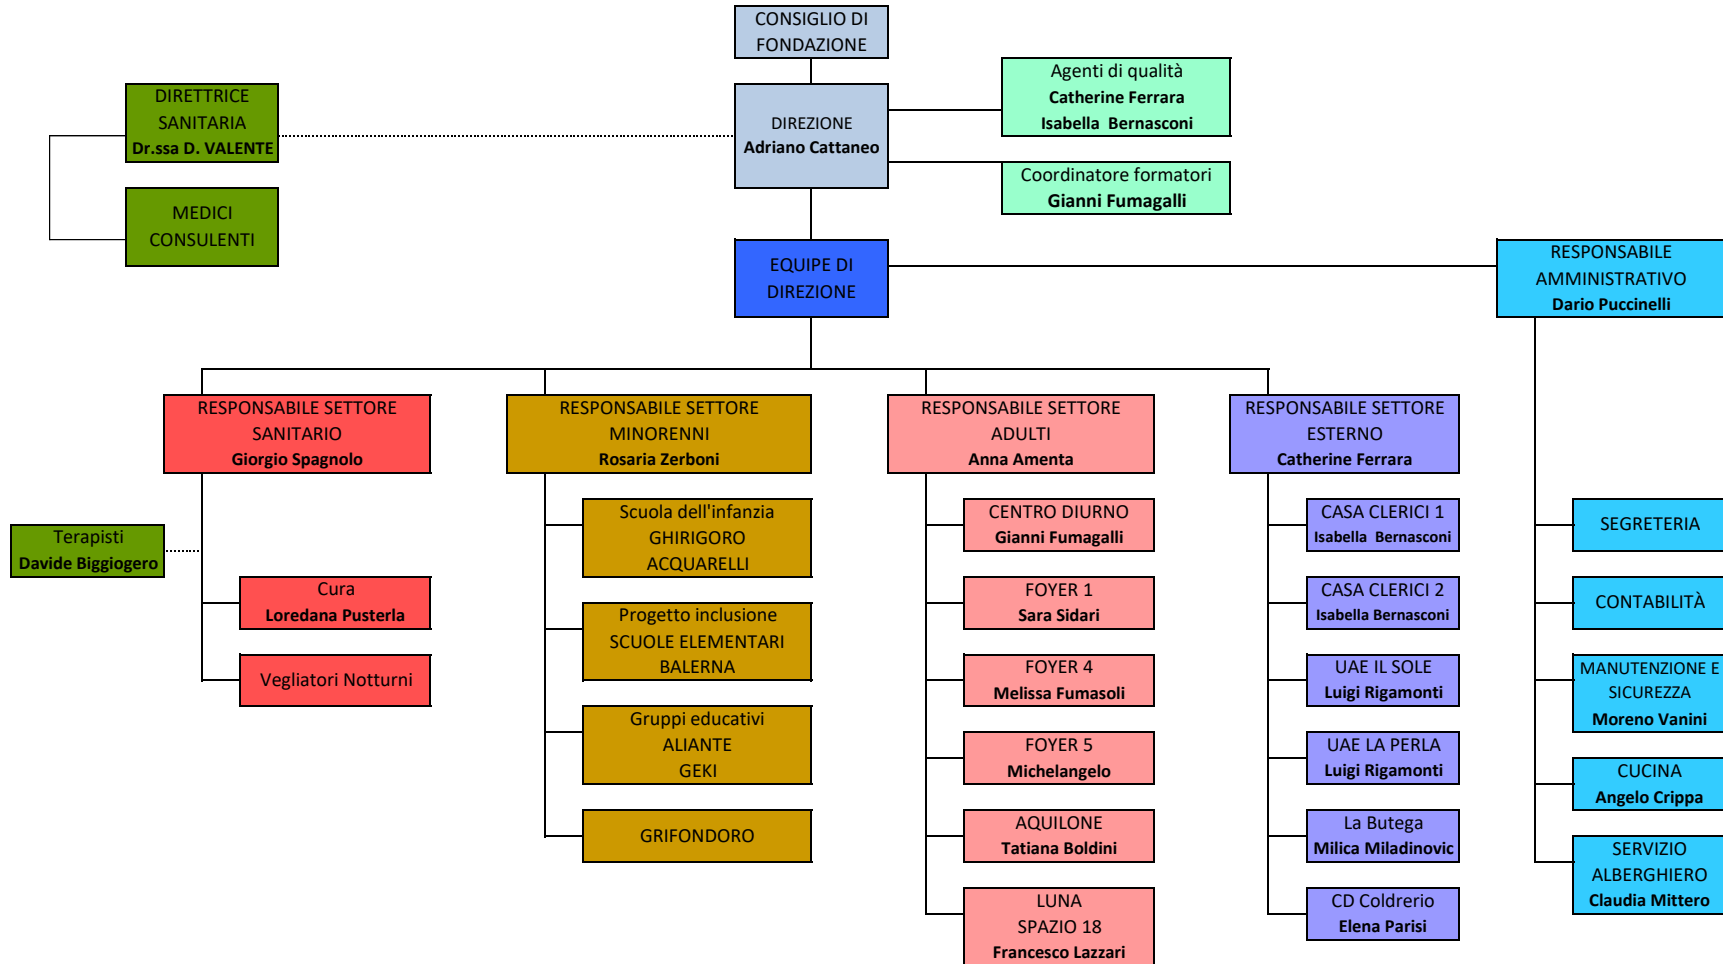 CONSIGLIO DI
FONDAZIONE
DIREZIONE
Adriano Cattaneo
Agenti di qualità
Catherine Ferrara
Isabella Bernasconi
Coordinatore formatori
Gianni Fumagalli
DIRETTRICE
SANITARIA
Dr.ssa D. VALENTE
MEDICI
CONSULENTI
EQUIPE DI
DIREZIONE
RESPONSABILE
AMMINISTRATIVO
Dario Puccinelli
RESPONSABILE SETTORE
SANITARIO
Giorgio Spagnolo
Terapisti
Davide Biggiogero
Cura
Loredana Pusterla
Vegliatori Notturni
RESPONSABILE SETTORE
MINORENNI
Rosaria Zerboni
Scuola dell'infanzia
GHIRIGORO
ACQUARELLI
Progetto inclusione
SCUOLE ELEMENTARI
BALERNA
Gruppi educativi
ALIANTE
GEKI
GRIFONDORO
RESPONSABILE SETTORE
ADULTI
Anna Amenta
CENTRO DIURNO
Gianni Fumagalli
FOYER 1
Sara Sidari
FOYER 4
Melissa Fumasoli
FOYER 5
Michelangelo
AQUILONE
Tatiana Boldini
LUNA
SPAZIO 18
Francesco Lazzari
RESPONSABILE SETTORE
ESTERNO
Catherine Ferrara
CASA CLERICI 1
Isabella Bernasconi
CASA CLERICI 2
Isabella Bernasconi
UAE IL SOLE
Luigi Rigamonti
UAE LA PERLA
Luigi Rigamonti
La Butega
Milica Miladinovic
CD Coldrerio
Elena Parisi
SEGRETERIA
CONTABILITÀ
MANUTENZIONE E
SICUREZZA
Moreno Vanini
CUCINA
Angelo Crippa
SERVIZIO
ALBERGHIERO
Claudia Mittero